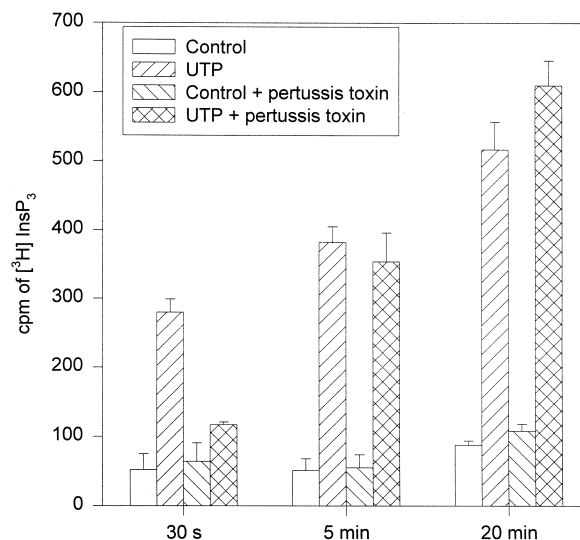 700
600
500
400
300
200
100
0
cpm of [³H] InsP₃
Control
UTP
Control + pertussis toxin
UTP + pertussis toxin
30 s
5 min
20 min